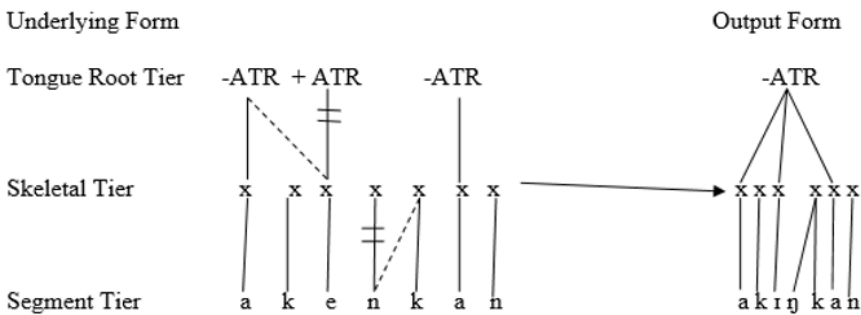 Underlying Form Output Form
Tongue Root Tier -ATR + ATR -ATR -ATR
Skeletal Tier x x x x x x x x x x x x x
Segment Tier a k e n k a n a k ɪ ŋ k a n